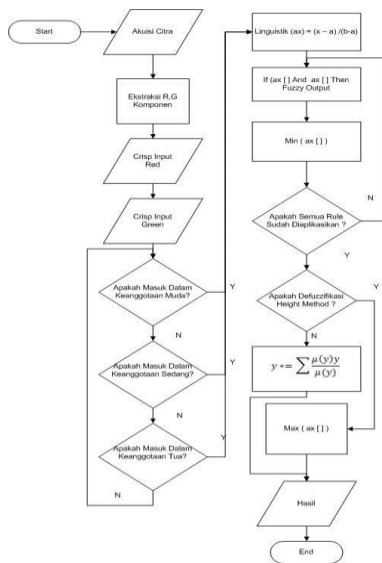 Start
Akuisi Citra
Ekstraksi R,G
Komponen
Crisp Input
Red
Crisp Input
Green
Apakah Masuk Dalam
Keanggotaan Muda?
Y
N
Apakah Masuk Dalam
Keanggotaan Sedang?
Y
N
Apakah Masuk Dalam
Keanggotaan Tua?
Y
N
Linguistik (ax) = (x – a) /(b-a)
If (ax [ ] And ax [ ] Then
Fuzzy Output
Min ( ax [ ] )
Apakah Semua Rule
Sudah Diaplikasikan ?
N
Y
Apakah Defuzzifikasi
Height Method ?
Y
N
y *= ∑ μ(y)y / μ(y)
Max ( ax [ ] )
Hasil
End